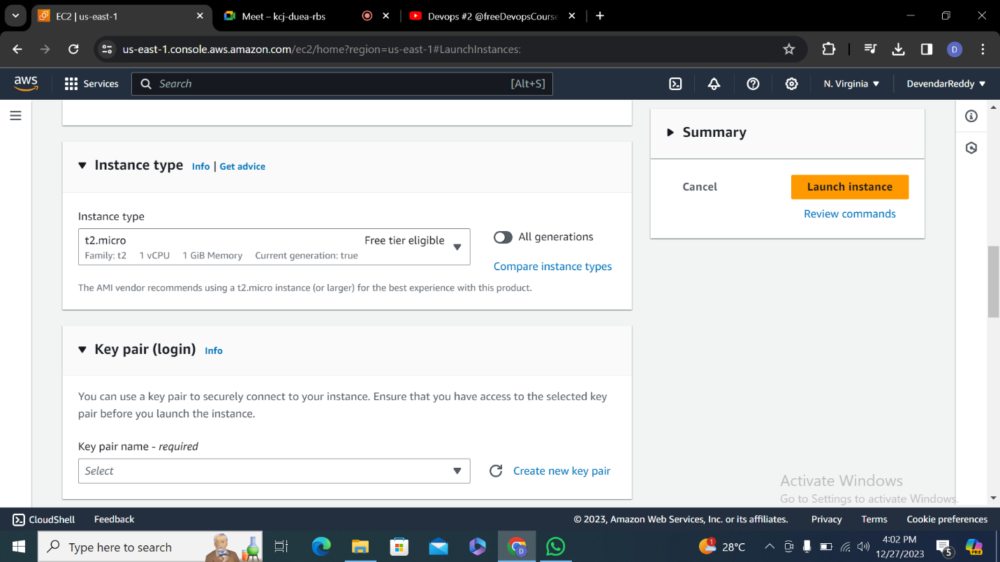 EC2 | us-east-1
Meet – kcj-duea-rbs
Devops #2 @freeDevopsCourse
us-east-1.console.aws.amazon.com/ec2/home?region=us-east-1#LaunchInstances:
D
aws
Services
Search
[Alt+S]
N. Virginia
DevendarReddy
Instance type
Info | Get advice
Instance type
t2.micro
Free tier eligible
Family: t2 1 vCPU 1 GiB Memory Current generation: true
All generations
Compare instance types
The AMI vendor recommends using a t2.micro instance (or larger) for the best experience with this product.
Key pair (login)
Info
You can use a key pair to securely connect to your instance. Ensure that you have access to the selected key
pair before you launch the instance.
Key pair name - required
Select
Create new key pair
Summary
Cancel
Launch instance
Review commands
Activate Windows
Go to Settings to activate Windows.
CloudShell
Feedback
© 2023, Amazon Web Services, Inc. or its affiliates.
Privacy
Terms
Cookie preferences
Type here to search
D
1
28°C
4:02 PM
12/27/2023
5
PRE